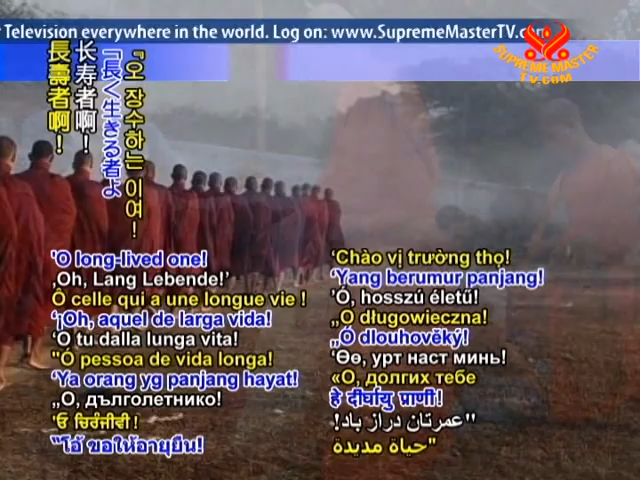 Television everywhere in the world. Log on: www.SupremeMasterTV.com
SUPREME MASTER
TV.COM
長壽者啊！
长寿者啊！
『長く生きる者よ
『오 장수하는 이여!
'O long-lived one!
‚Oh, Lang Lebende!’
Ô celle qui a une longue vie !
‘¡Oh, aquel de larga vida!
‘O tu dalla lunga vita!
"Ó pessoa de vida longa!
‘Ya orang yg panjang hayat!
„О, дълголетнико!
'ओ चिरंजीवी !
“โอ้ ขอให้อายุยืน!
‘Chào vị trường thọ!
‘Yang berumur panjang!
'Ó, hosszú életű!
„O długowieczna!
„Ó dlouhověký!
‘Өө, урт наст минь!
«О, долгих тебе
हे दीर्घायु प्राणी !
"عمرتان دراز باد!
حياة مديدة"